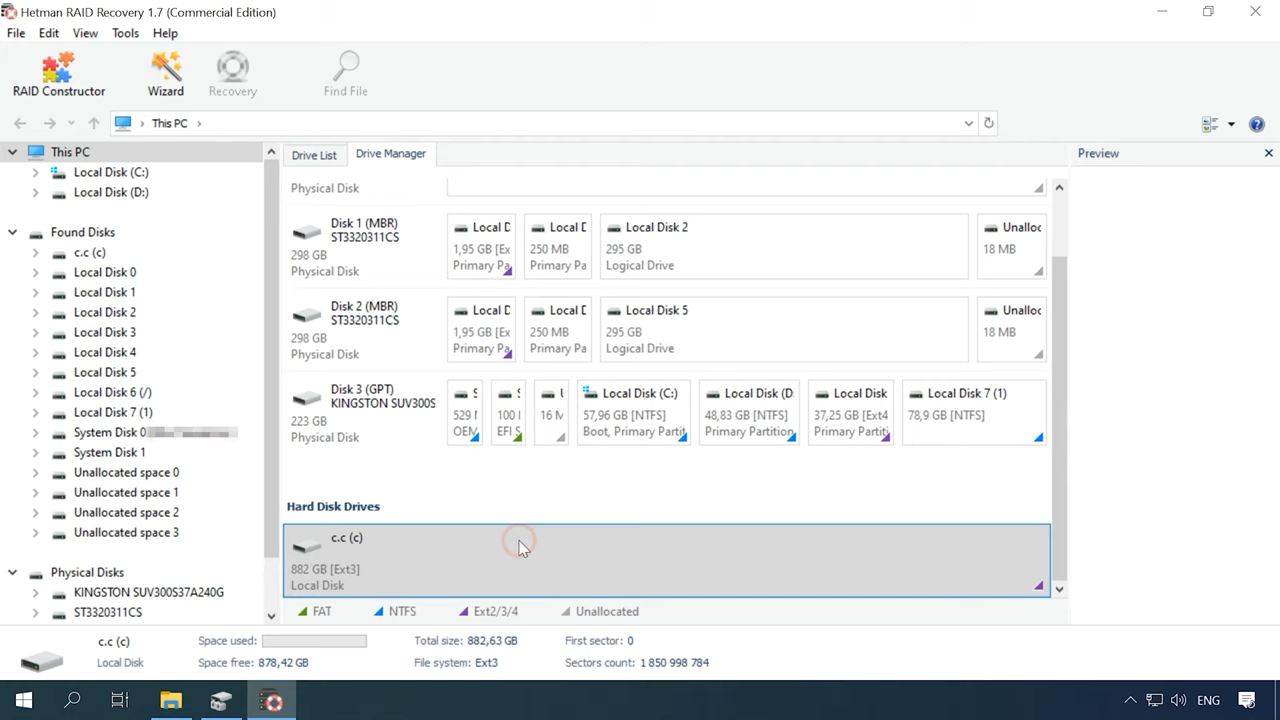 Hetman RAID Recovery 1.7 (Commercial Edition)
File Edit View Tools Help
RAID Constructor Wizard Recovery Find File
This PC
Drive List Drive Manager Preview
This PC
Local Disk (C:)
Local Disk (D:)
Found Disks
c.c (c)
Local Disk 0
Local Disk 1
Local Disk 2
Local Disk 3
Local Disk 4
Local Disk 5
Local Disk 6 (/)
Local Disk 7 (1)
System Disk 0
System Disk 1
Unallocated space 0
Unallocated space 1
Unallocated space 2
Unallocated space 3
Physical Disks
KINGSTON SUV300S37A240G
ST3320311CS
Physical Disk
Disk 1 (MBR)
ST3320311CS
298 GB
Physical Disk
Local D
1,95 GB [Ex
Primary Pa
Local D
250 MB
Primary Pa
Local Disk 2
295 GB
Logical Drive
Unalloc
18 MB
Disk 2 (MBR)
ST3320311CS
298 GB
Physical Disk
Local D
1,95 GB [Ex
Primary Pa
Local D
250 MB
Primary Pa
Local Disk 5
295 GB
Logical Drive
Unalloc
18 MB
Disk 3 (GPT)
KINGSTON SUV300S
223 GB
Physical Disk
S
529 M
OEM
S
100 M
EFI S
U
16 M
Local Disk (C:)
57,96 GB [NTFS]
Boot, Primary Partit
Local Disk (D:
48,83 GB [NTFS]
Primary Partition
Local Disk
37,25 GB [Ext4
Primary Partiti
Local Disk 7 (1)
78,9 GB [NTFS]
Hard Disk Drives
c.c (c)
882 GB [Ext3]
Local Disk
FAT NTFS Ext2/3/4 Unallocated
c.c (c)
Local Disk
Space used:
Space free: 878,42 GB
Total size: 882,63 GB
File system: Ext3
First sector: 0
Sectors count: 1 850 998 784
ENG